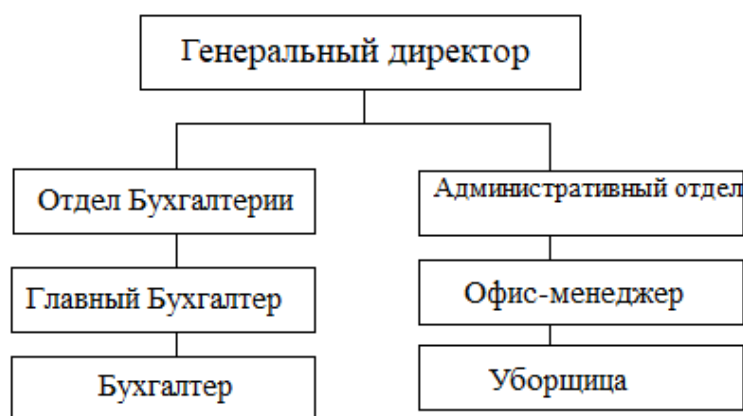 Генеральный директор
Отдел Бухгалтерии
Административный отдел
Главный Бухгалтер
Офис-менеджер
Бухгалтер
Уборщица